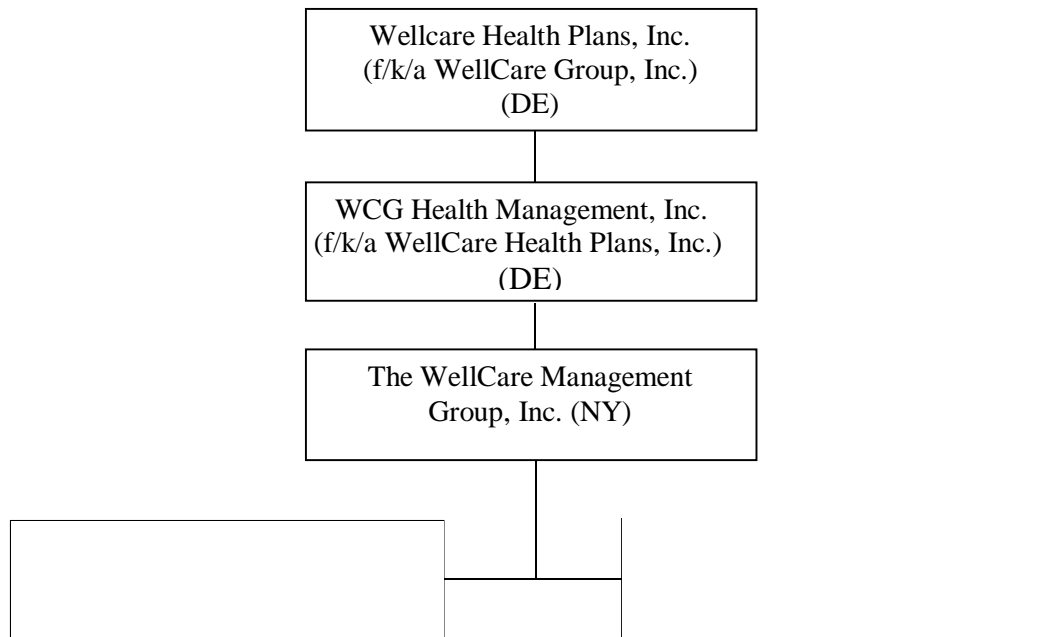 Wellcare Health Plans, Inc.
(f/k/a WellCare Group, Inc.)
(DE)
WCG Health Management, Inc.
(f/k/a WellCare Health Plans, Inc.)
(DE)
The WellCare Management
Group, Inc. (NY)